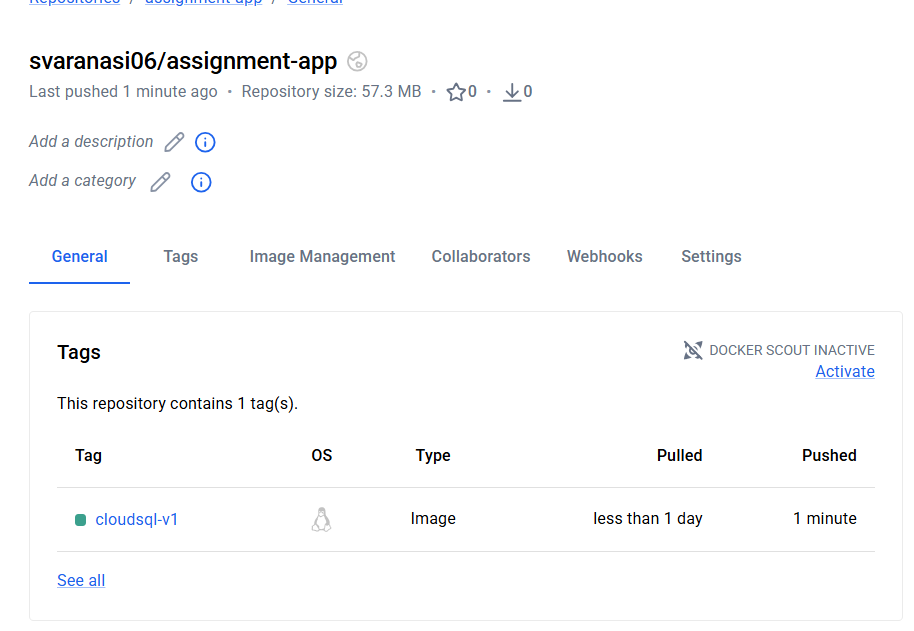 Repositories / assignment-app / General
svaranasi06/assignment-app
Last pushed 1 minute ago • Repository size: 57.3 MB • 0 • 0
Add a description
Add a category
General Tags Image Management Collaborators Webhooks Settings
Tags
DOCKER SCOUT INACTIVE
Activate
This repository contains 1 tag(s).
Tag OS Type Pulled Pushed
cloudsql-v1 Image less than 1 day 1 minute
See all